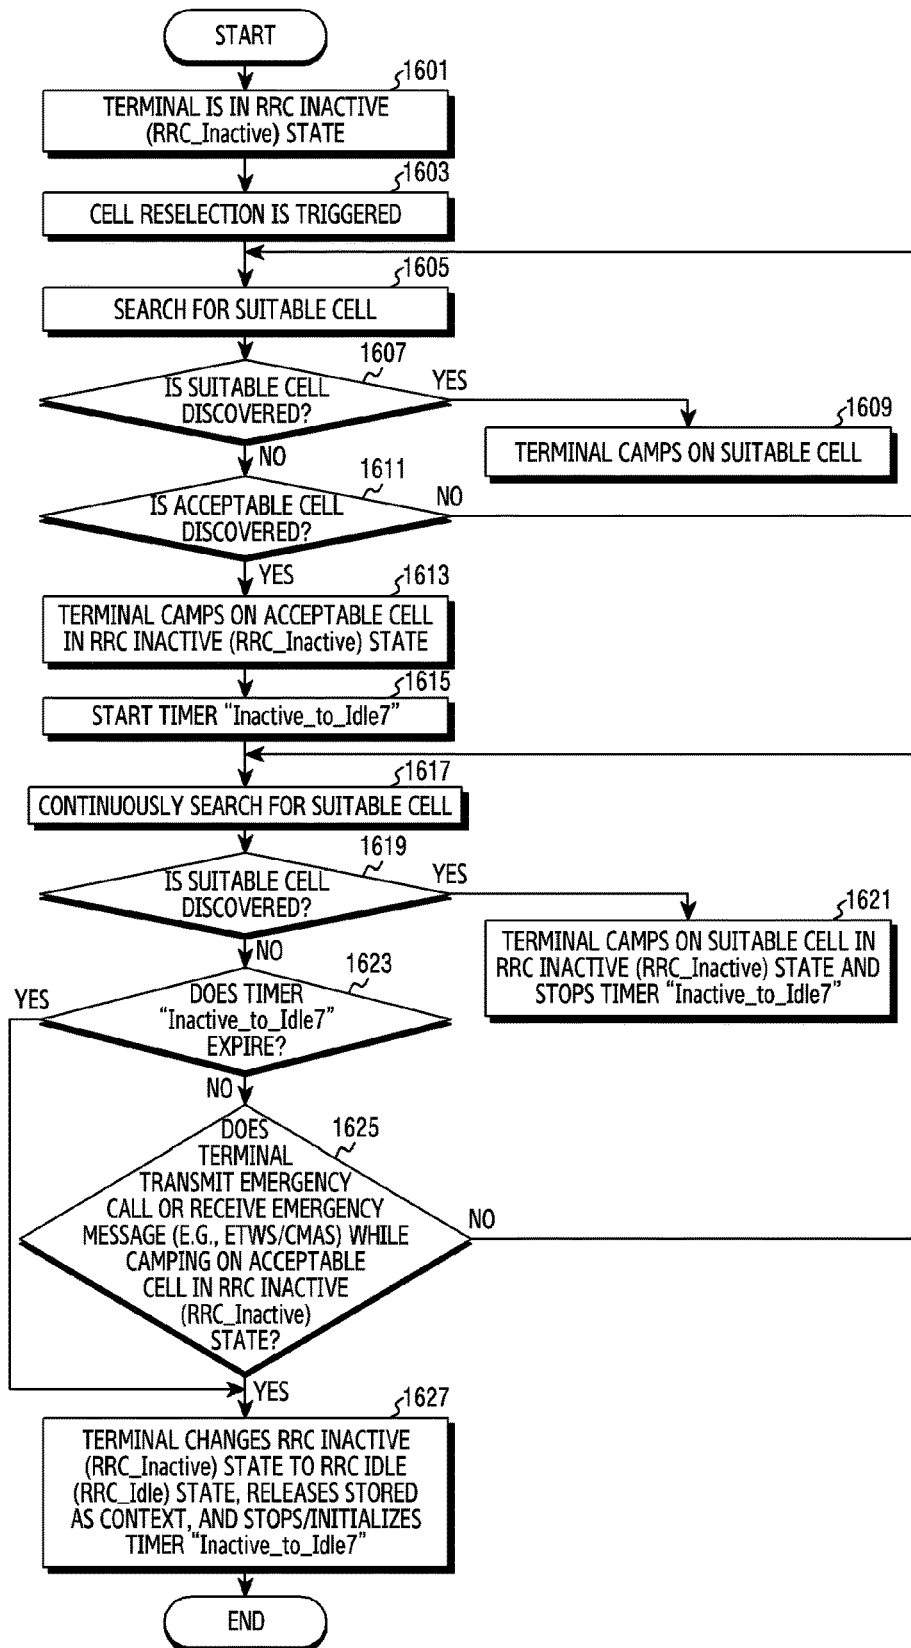 START
1601
TERMINAL IS IN RRC INACTIVE
(RRC_Inactive) STATE
1603
CELL RESELECTION IS TRIGGERED
1605
SEARCH FOR SUITABLE CELL
1607
IS SUITABLE CELL
DISCOVERED?
YES
1609
TERMINAL CAMPS ON SUITABLE CELL
NO
1611
IS ACCEPTABLE CELL
DISCOVERED?
NO
YES
1613
TERMINAL CAMPS ON ACCEPTABLE CELL
IN RRC INACTIVE (RRC_Inactive) STATE
1615
START TIMER “Inactive_to_Idle7”
1617
CONTINUOUSLY SEARCH FOR SUITABLE CELL
1619
IS SUITABLE CELL
DISCOVERED?
YES
1621
TERMINAL CAMPS ON SUITABLE CELL IN
RRC INACTIVE (RRC_Inactive) STATE AND
STOPS TIMER “Inactive_to_Idle7”
NO
1623
YES
DOES TIMER
“Inactive_to_Idle7”
EXPIRE?
NO
1625
DOES
TERMINAL
TRANSMIT EMERGENCY
CALL OR RECEIVE EMERGENCY
MESSAGE (E.G., ETWS/CMAS) WHILE
CAMPING ON ACCEPTABLE
CELL IN RRC INACTIVE
(RRC_Inactive)
STATE?
NO
YES
1627
TERMINAL CHANGES RRC INACTIVE
(RRC_Inactive) STATE TO RRC IDLE
(RRC_Idle) STATE, RELEASES STORED
AS CONTEXT, AND STOPS/INITIALIZES
TIMER “Inactive_to_Idle7”
END